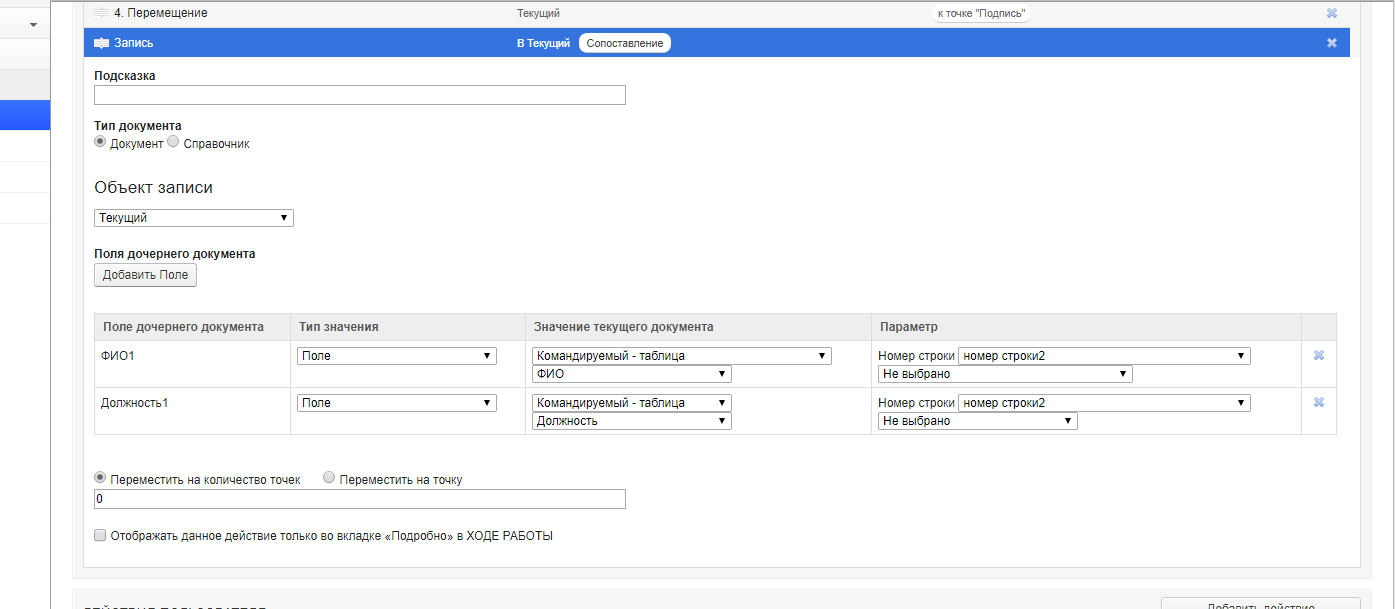 4. Перемещение Текущий к точке "Подпись"
Запись В Текущий Сопоставление
Подсказка
Тип документа
Документ Справочник
Объект записи
Текущий
Поля дочернего документа
Добавить Поле
Поле дочернего документа Тип значения Значение текущего документа Параметр
ФИО1 Поле Командируемый - таблица Номер строки номер строки2
ФИО Не выбрано
Должность1 Поле Командируемый - таблица Номер строки номер строки2
Должность Не выбрано
Переместить на количество точек Переместить на точку
0
Отображать данное действие только во вкладке «Подробно» в ХОДЕ РАБОТЫ
ДЕЙСТВИЯ ПОЛЬЗОВАТЕЛЯ Добавить действие